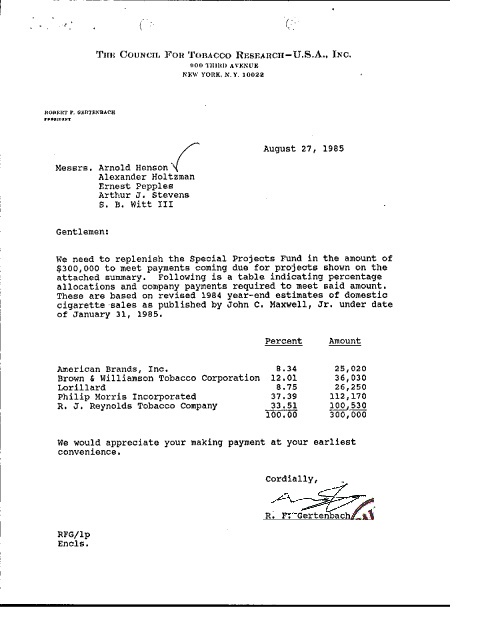 THE COUNCIL FOR TOBACCO RESEARCH—U.S.A., INC.
900 THIRD AVENUE
NEW YORK, N.Y. 10022
ROBERT F. GERTENBACH
PRESIDENT
August 27, 1985
Messrs. Arnold Henson
Alexander Holtzman
Ernest Pepples
Arthur J. Stevens
S. B. Witt III
Gentlemen:
We need to replenish the Special Projects Fund in the amount of
$300,000 to meet payments coming due for projects shown on the
attached summary. Following is a table indicating percentage
allocations and company payments required to meet said amount.
These are based on revised 1984 year-end estimates of domestic
cigarette sales as published by John C. Maxwell, Jr. under date
of January 31, 1985.
Percent Amount
American Brands, Inc. 8.34 25,020
Brown & Williamson Tobacco Corporation 12.01 36,030
Lorillard 8.75 26,250
Philip Morris Incorporated 37.39 112,170
R. J. Reynolds Tobacco Company 33.51 100,530
100.00 300,000
We would appreciate your making payment at your earliest
convenience.
Cordially,
R. F. Gertenbach
RFG/lp
Encls.